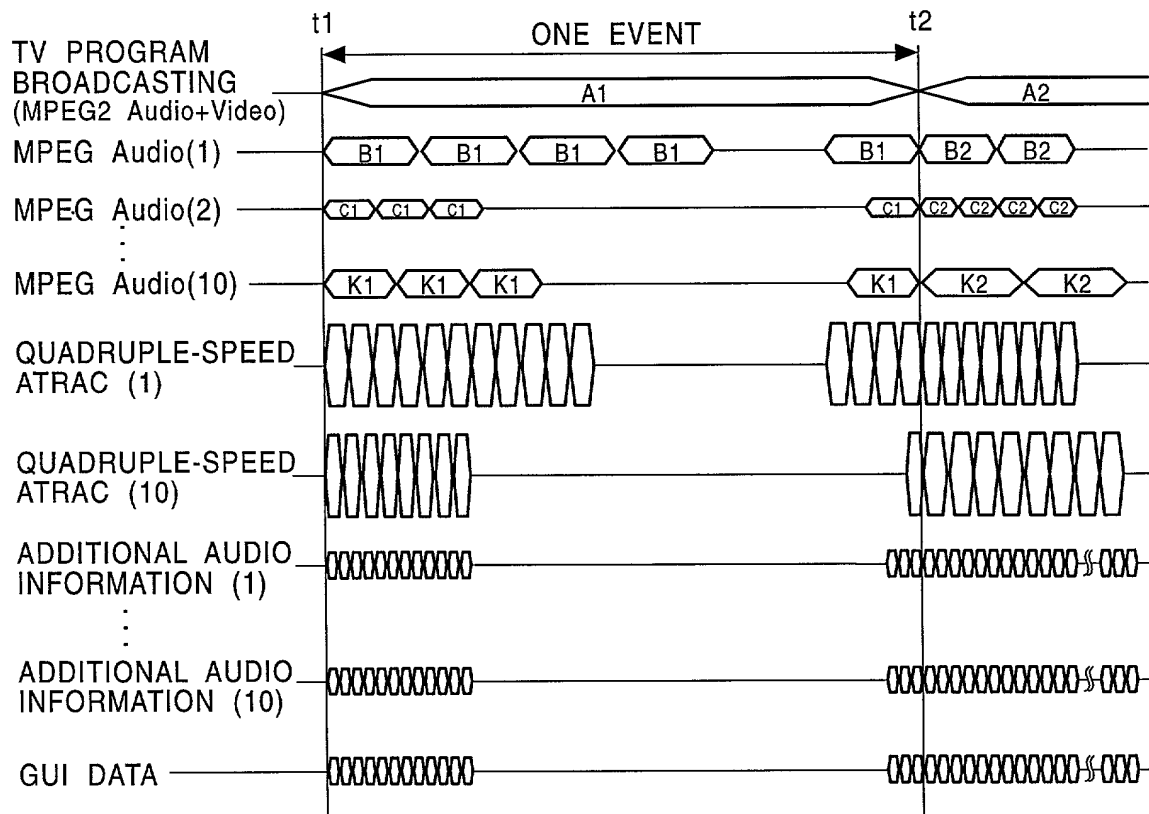 t1
t2
ONE EVENT
TV PROGRAM
BROADCASTING
(MPEG2 Audio+Video)
A1
A2
MPEG Audio(1)
B1 B1 B1 B1 B1 B2 B2
MPEG Audio(2)
C1 C1 C1 C1 C2 C2 C2 C2
MPEG Audio(10)
K1 K1 K1 K1 K2 K2
QUADRUPLE-SPEED
ATRAC (1)
QUADRUPLE-SPEED
ATRAC (10)
ADDITIONAL AUDIO
INFORMATION (1)
ADDITIONAL AUDIO
INFORMATION (10)
GUI DATA